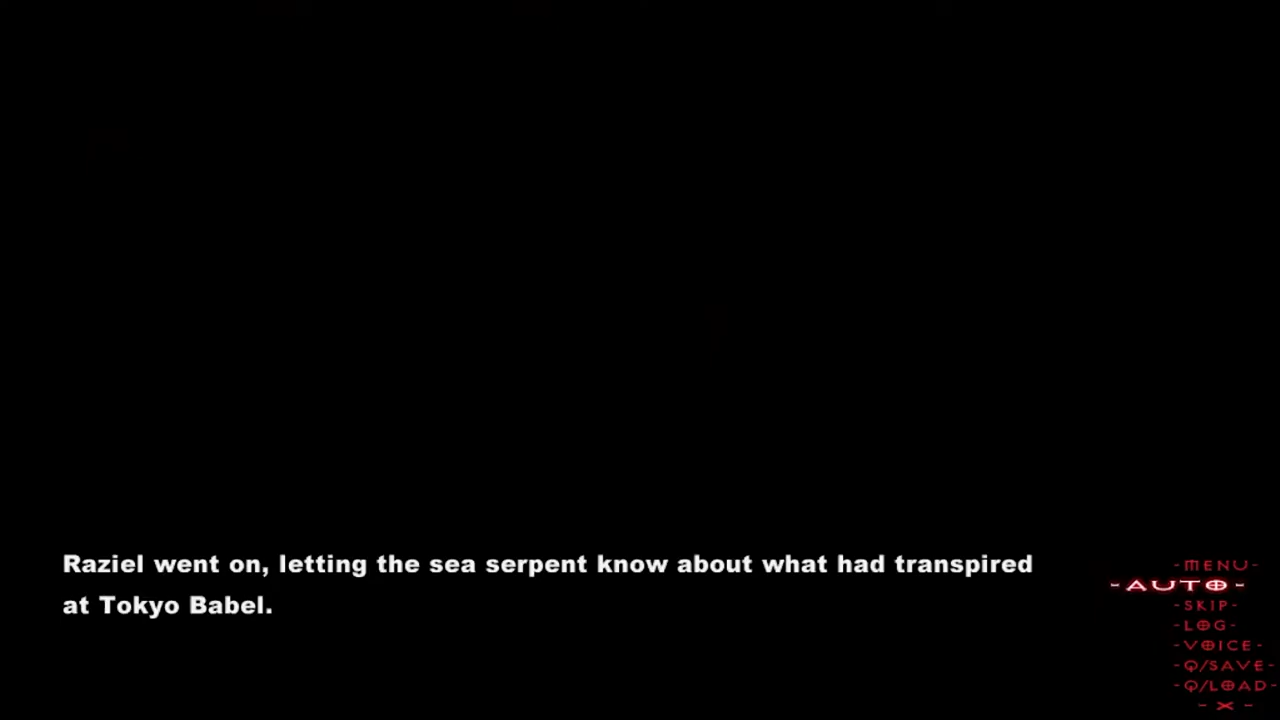 Raziel went on, letting the sea serpent know about what had transpired
at Tokyo Babel.
-MENU-
-AUTO-
-SKIP-
-LOG-
-VOICE-
-Q/SAVE-
-Q/LOAD-
-X-